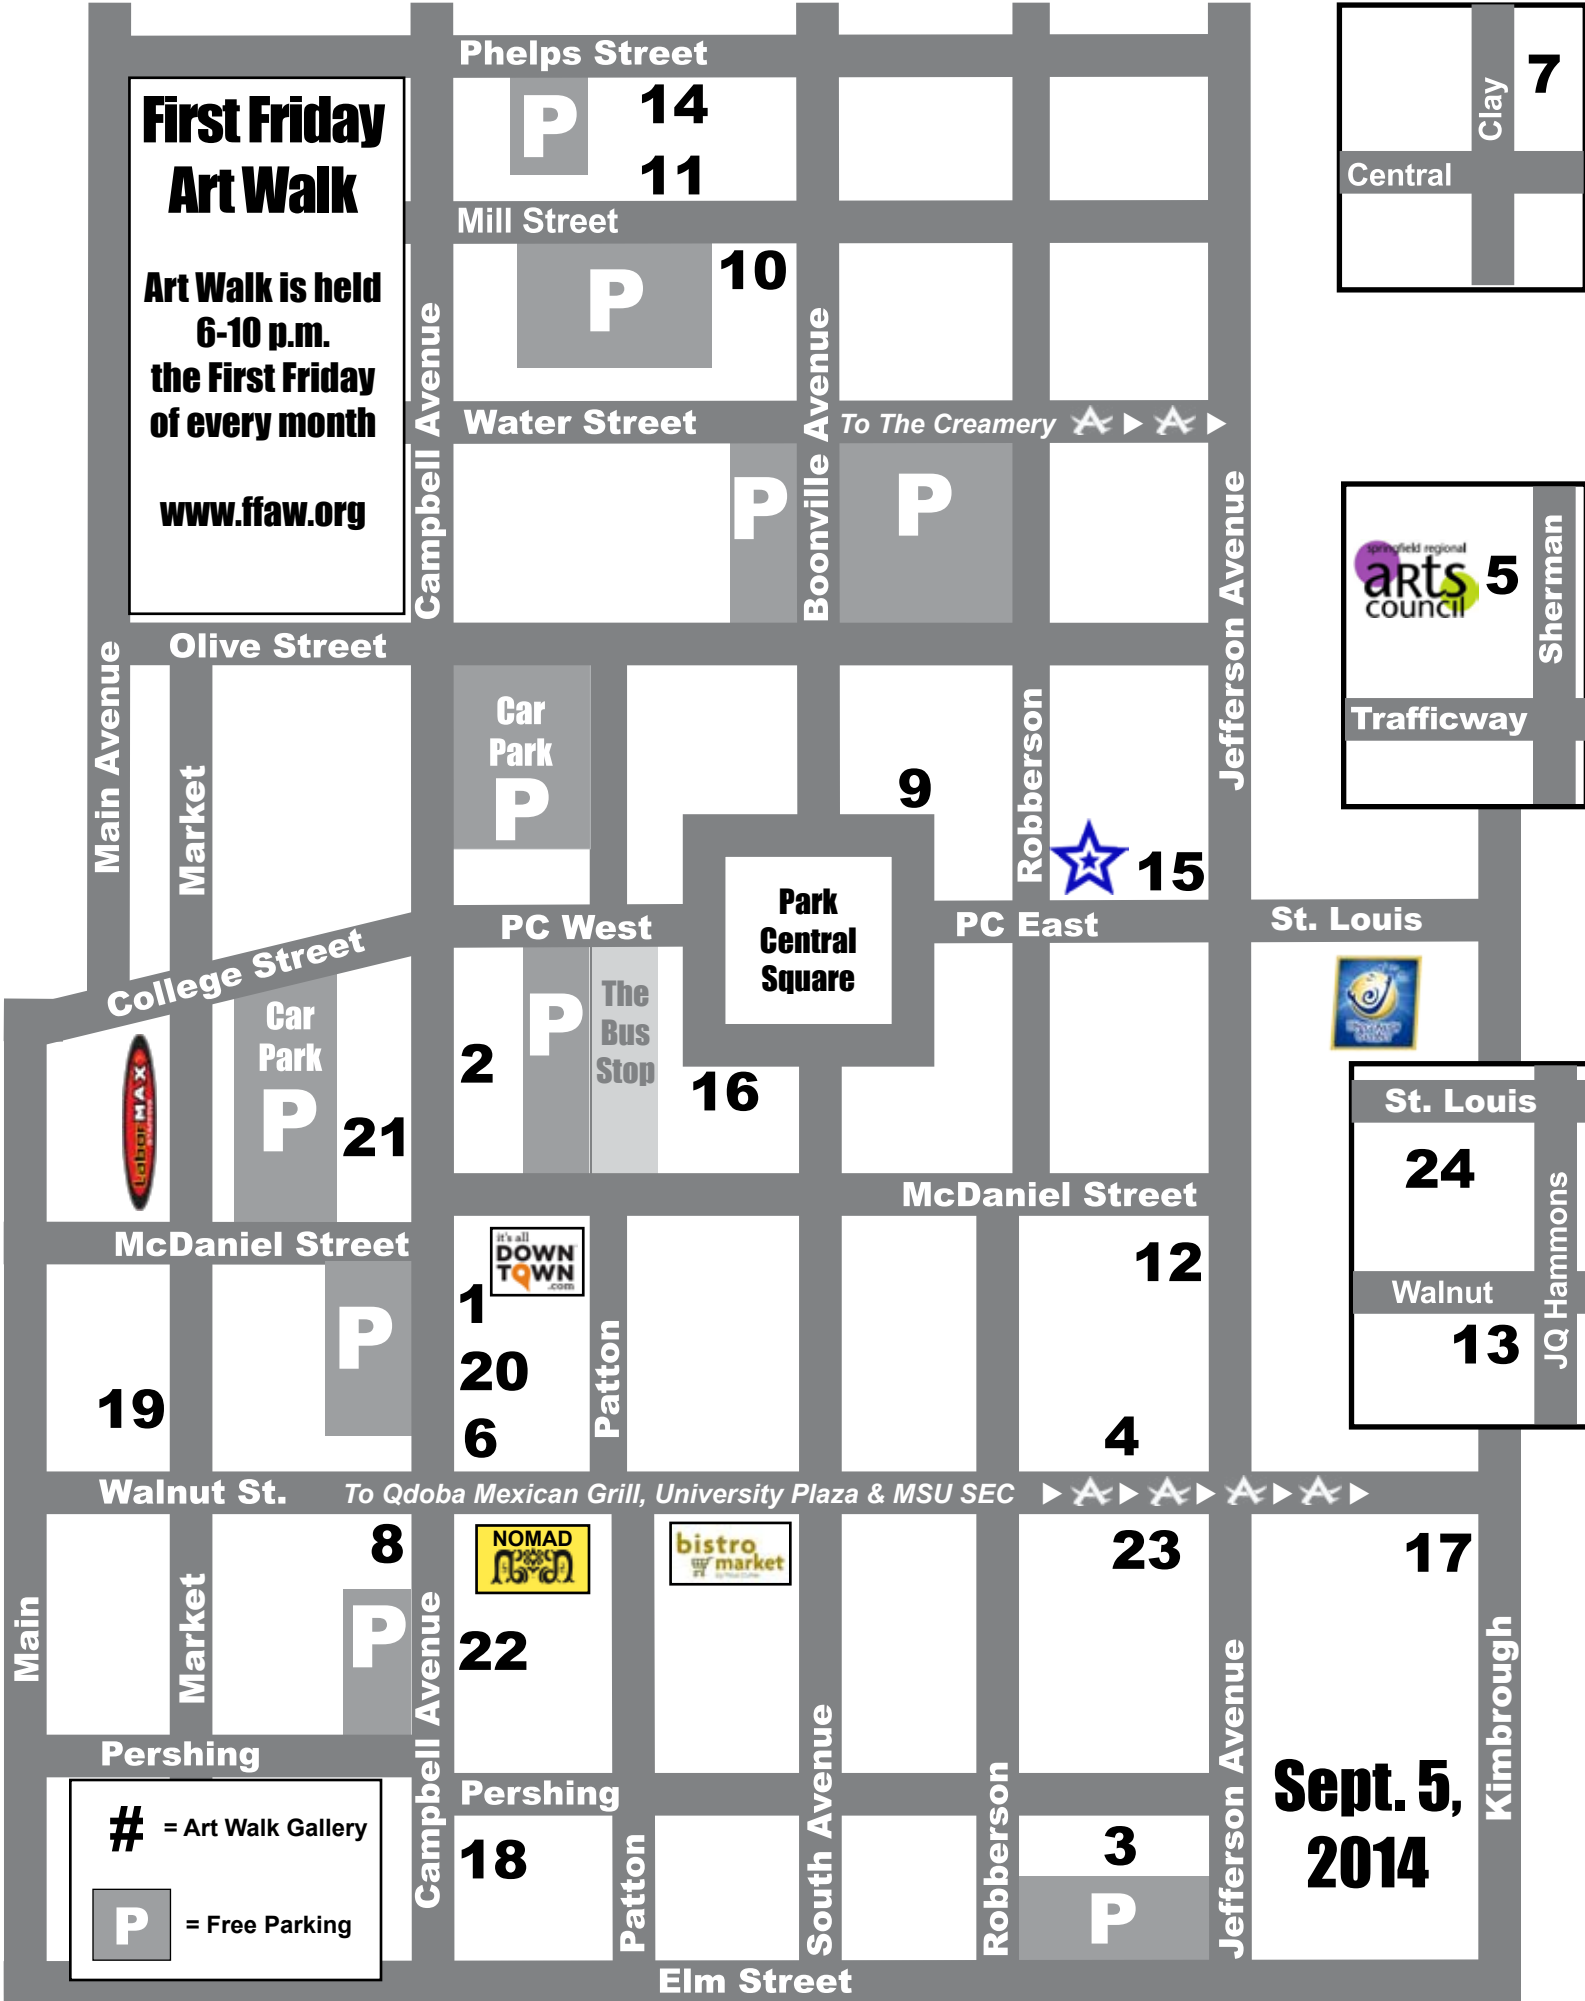 Phelps Street
First Friday
Art Walk
Art Walk is held
6-10 p.m.
the First Friday
of every month
www.ffaw.org
P
14
11
Mill Street
P
10
Campbell Avenue
Boonville Avenue
Water Street
To The Creamery
P
P
Jefferson Avenue
Olive Street
Main Avenue
Market
Car
Park
P
9
Robberson
15
Park
Central
Square
PC West
PC East
St. Louis
College Street
Car
Park
P
21
LaborMAX
2
P
The
Bus
Stop
16
McDaniel Street
McDaniel Street
it's all
DOWN
TOWN
.com
1
20
6
P
19
Patton
12
4
Walnut St.
To Qdoba Mexican Grill, University Plaza & MSU SEC
8
P
NOMAD
bistro
market
22
23
17
Main
Market
Campbell Avenue
Pershing
Pershing
18
Patton
South Avenue
Robberson
3
P
Jefferson Avenue
Sept. 5,
2014
Kimbrough
# = Art Walk Gallery
P = Free Parking
Elm Street
7
Clay
Central
springfield regional
arts
council
5
Sherman
Trafficway
St. Louis
24
JQ Hammons
Walnut
13